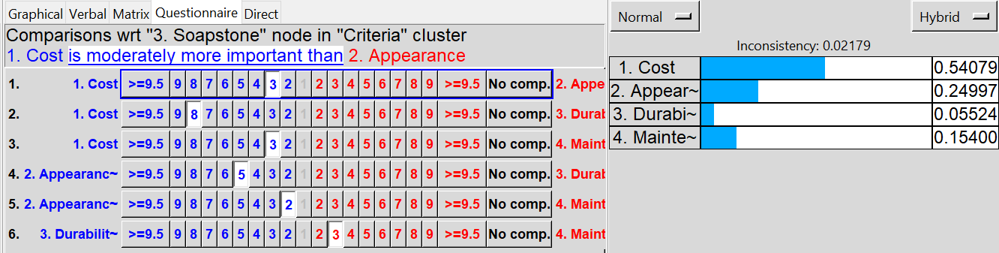 Graphical Verbal Matrix Questionnaire Direct
Comparisons wrt "3. Soapstone" node in "Criteria" cluster
1. Cost is moderately more important than 2. Appearance
1. 1. Cost >=9.5 9 8 7 6 5 4 3 2 1 2 3 4 5 6 7 8 9 >=9.5 No comp. 2. Appe
2. 1. Cost >=9.5 9 8 7 6 5 4 3 2 1 2 3 4 5 6 7 8 9 >=9.5 No comp. 3. Durab
3. 1. Cost >=9.5 9 8 7 6 5 4 3 2 1 2 3 4 5 6 7 8 9 >=9.5 No comp. 4. Maint
4. 2. Appearanc~ >=9.5 9 8 7 6 5 4 3 2 1 2 3 4 5 6 7 8 9 >=9.5 No comp. 3. Durab
5. 2. Appearanc~ >=9.5 9 8 7 6 5 4 3 2 1 2 3 4 5 6 7 8 9 >=9.5 No comp. 4. Maint
6. 3. Durabilit~ >=9.5 9 8 7 6 5 4 3 2 1 2 3 4 5 6 7 8 9 >=9.5 No comp. 4. Maint
Normal Hybrid
Inconsistency: 0.02179
1. Cost 0.54079
2. Appear~ 0.24997
3. Durabi~ 0.05524
4. Mainte~ 0.15400